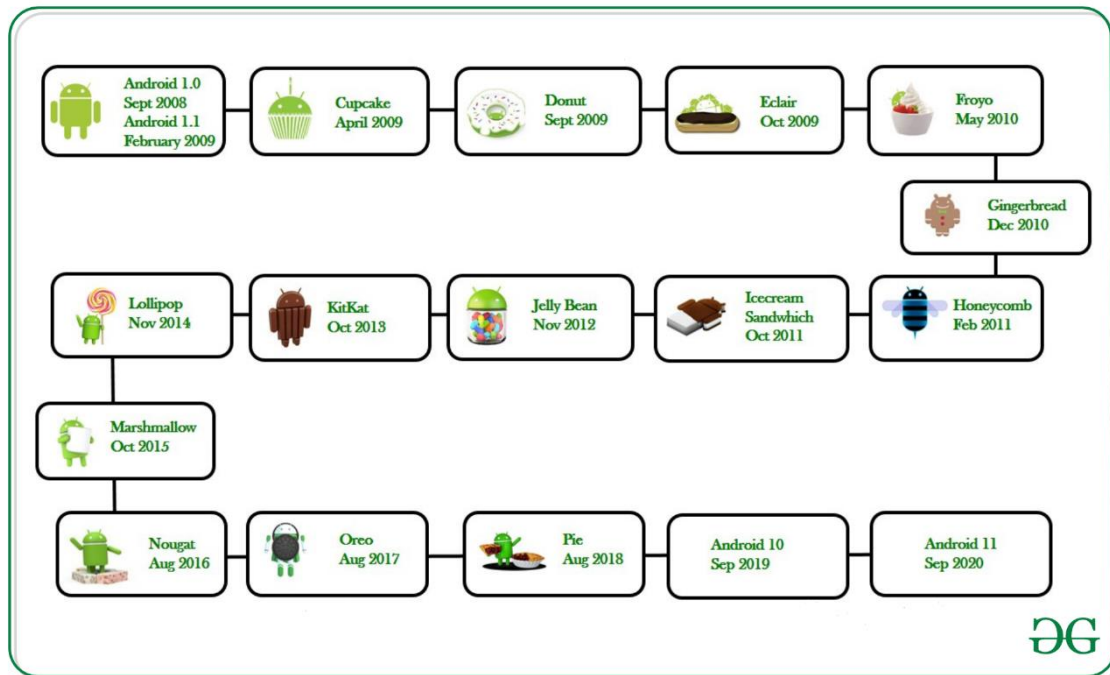 Android 1.0
Sept 2008
Android 1.1
February 2009
Cupcake
April 2009
Donut
Sept 2009
Eclair
Oct 2009
Froyo
May 2010
Gingerbread
Dec 2010
Honeycomb
Feb 2011
Icecream
Sandwhich
Oct 2011
Jelly Bean
Nov 2012
KitKat
Oct 2013
Lollipop
Nov 2014
Marshmallow
Oct 2015
Nougat
Aug 2016
Oreo
Aug 2017
Pie
Aug 2018
Android 10
Sep 2019
Android 11
Sep 2020